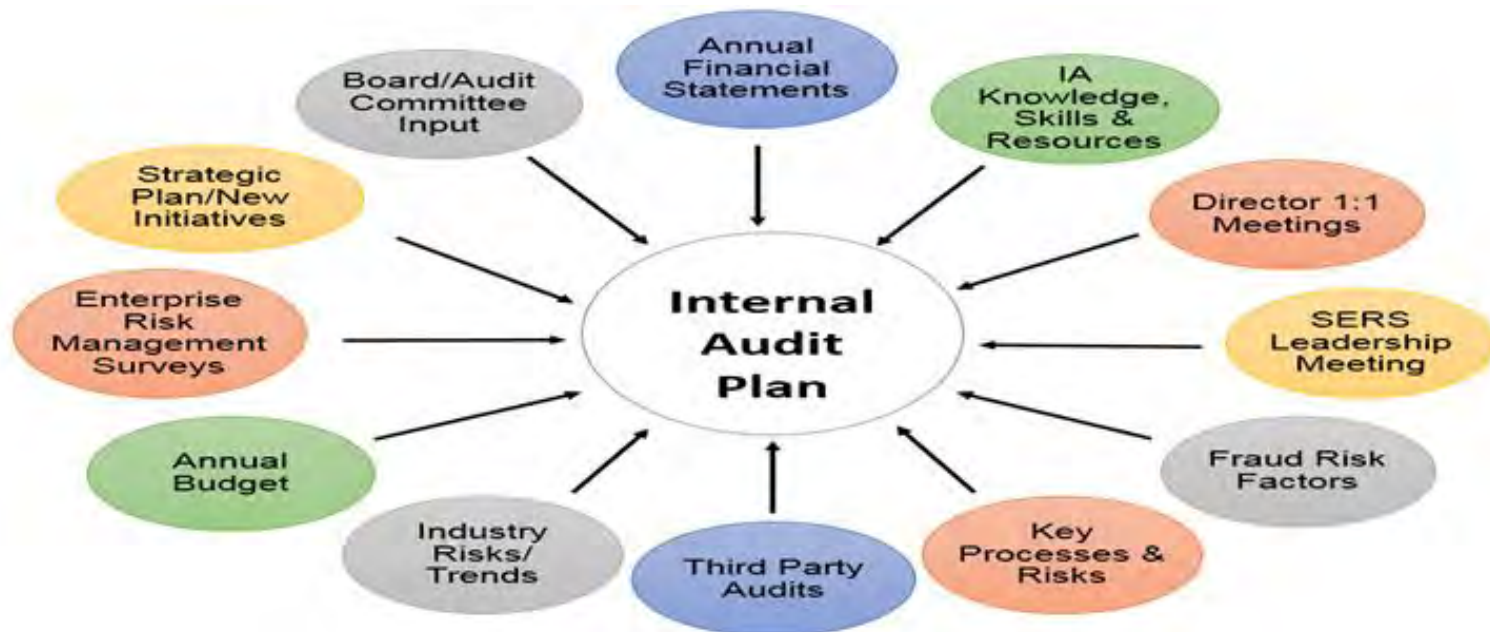 Annual
Financial
Statements
IA
Knowledge,
Skills &
Resources
Director 1:1
Meetings
SERS
Leadership
Meeting
Fraud Risk
Factors
Key
Processes &
Risks
Third Party
Audits
Industry
Risks/
Trends
Annual
Budget
Enterprise
Risk
Management
Surveys
Strategic
Plan/New
Initiatives
Board/Audit
Committee
Input
Internal
Audit
Plan